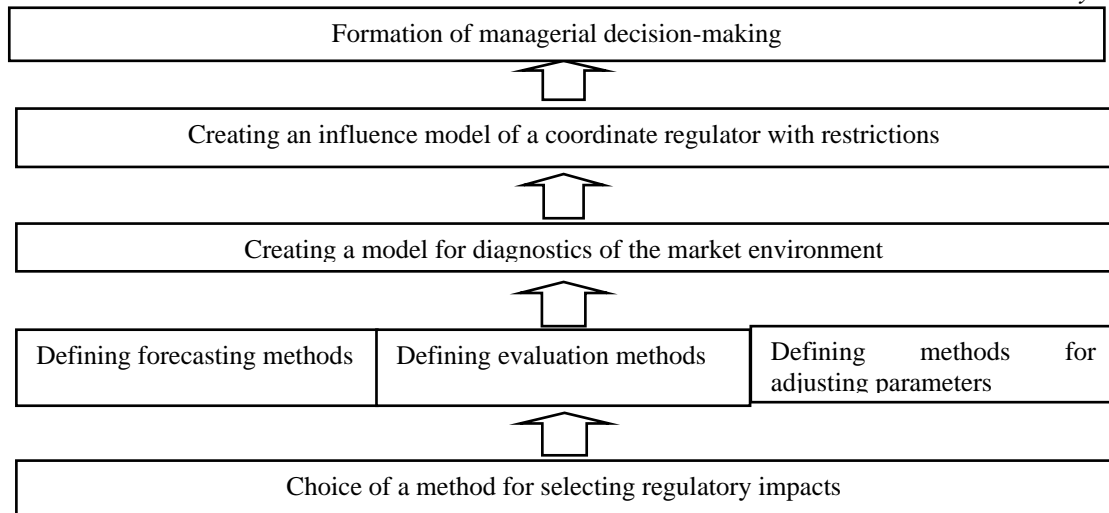 Formation of managerial decision-making
Creating an influence model of a coordinate regulator with restrictions
Creating a model for diagnostics of the market environment
Defining forecasting methods
Defining evaluation methods
Defining methods for
adjusting parameters
Choice of a method for selecting regulatory impacts